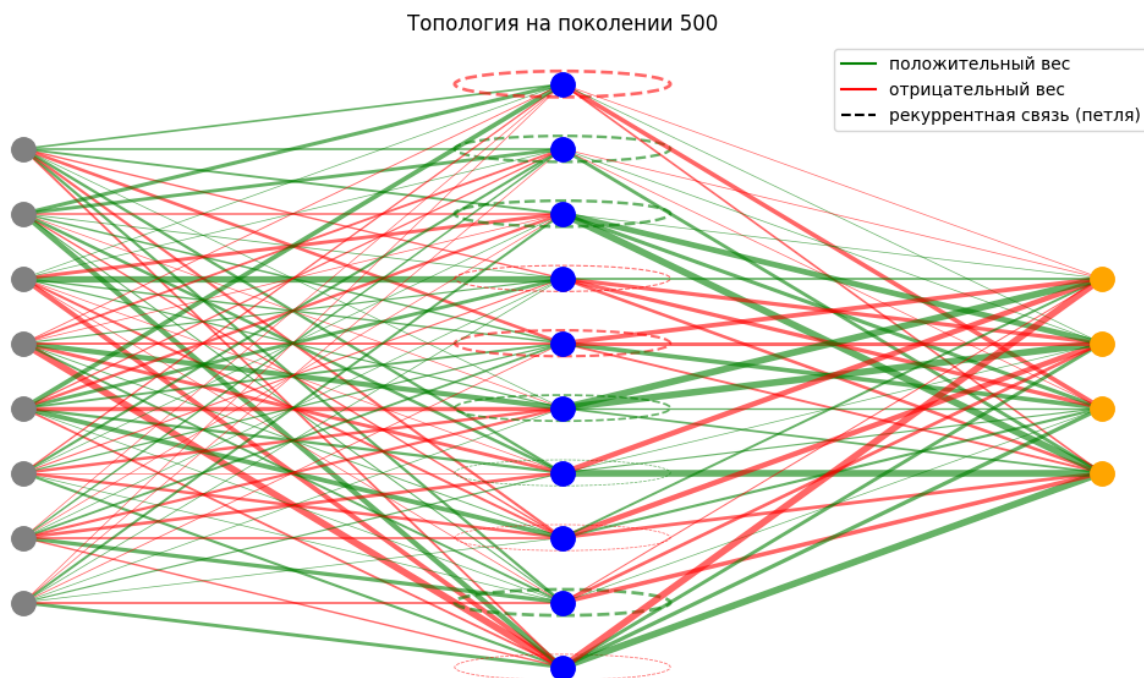 Топология на поколении 500
положительный вес
отрицательный вес
рекуррентная связь (петля)